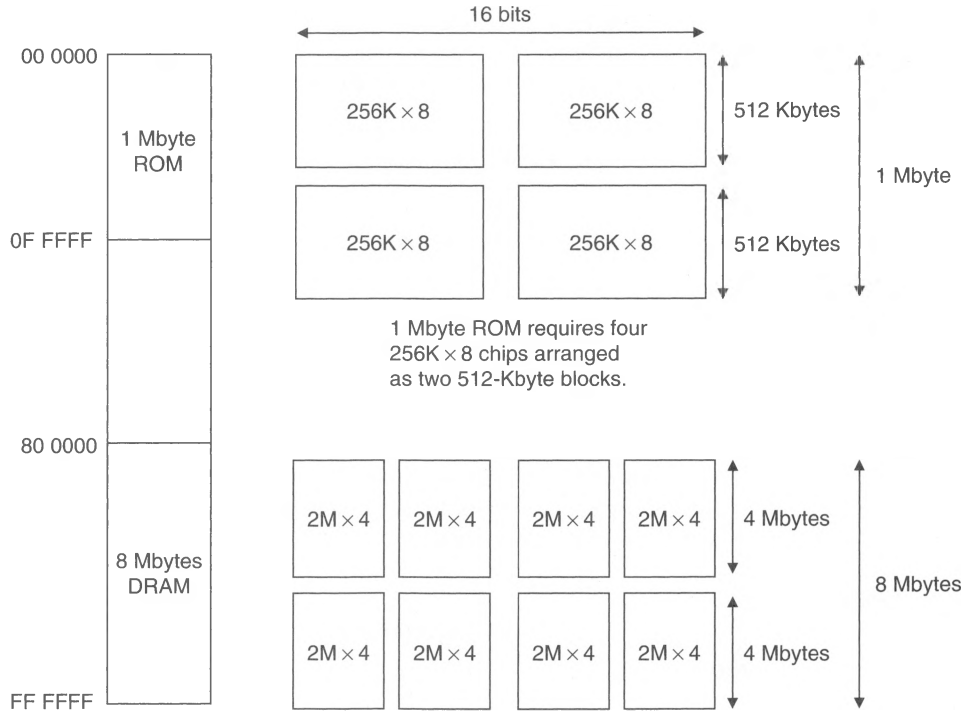 16 bits
00 0000
1 Mbyte
ROM
0F FFFF
80 0000
8 Mbytes
DRAM
FF FFFF
256K × 8
256K × 8
512 Kbytes
256K × 8
256K × 8
512 Kbytes
1 Mbyte
1 Mbyte ROM requires four
256K × 8 chips arranged
as two 512-Kbyte blocks.
2M × 4
2M × 4
2M × 4
2M × 4
4 Mbytes
2M × 4
2M × 4
2M × 4
2M × 4
4 Mbytes
8 Mbytes